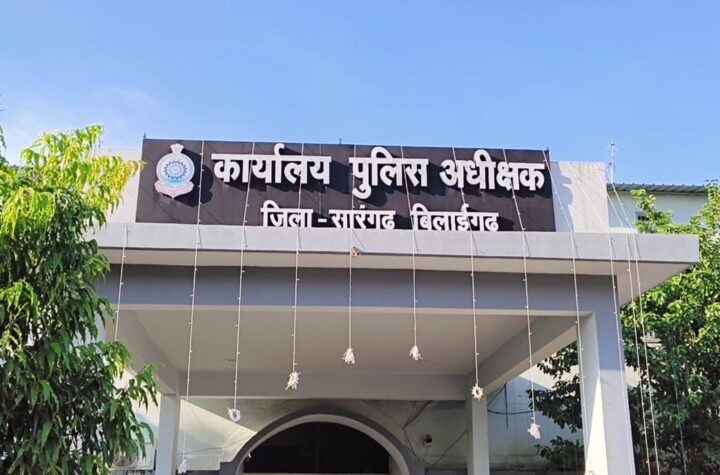 कार्यालय पुलिस अधीक्षक
जिला - सारंगढ बिलाईगढ